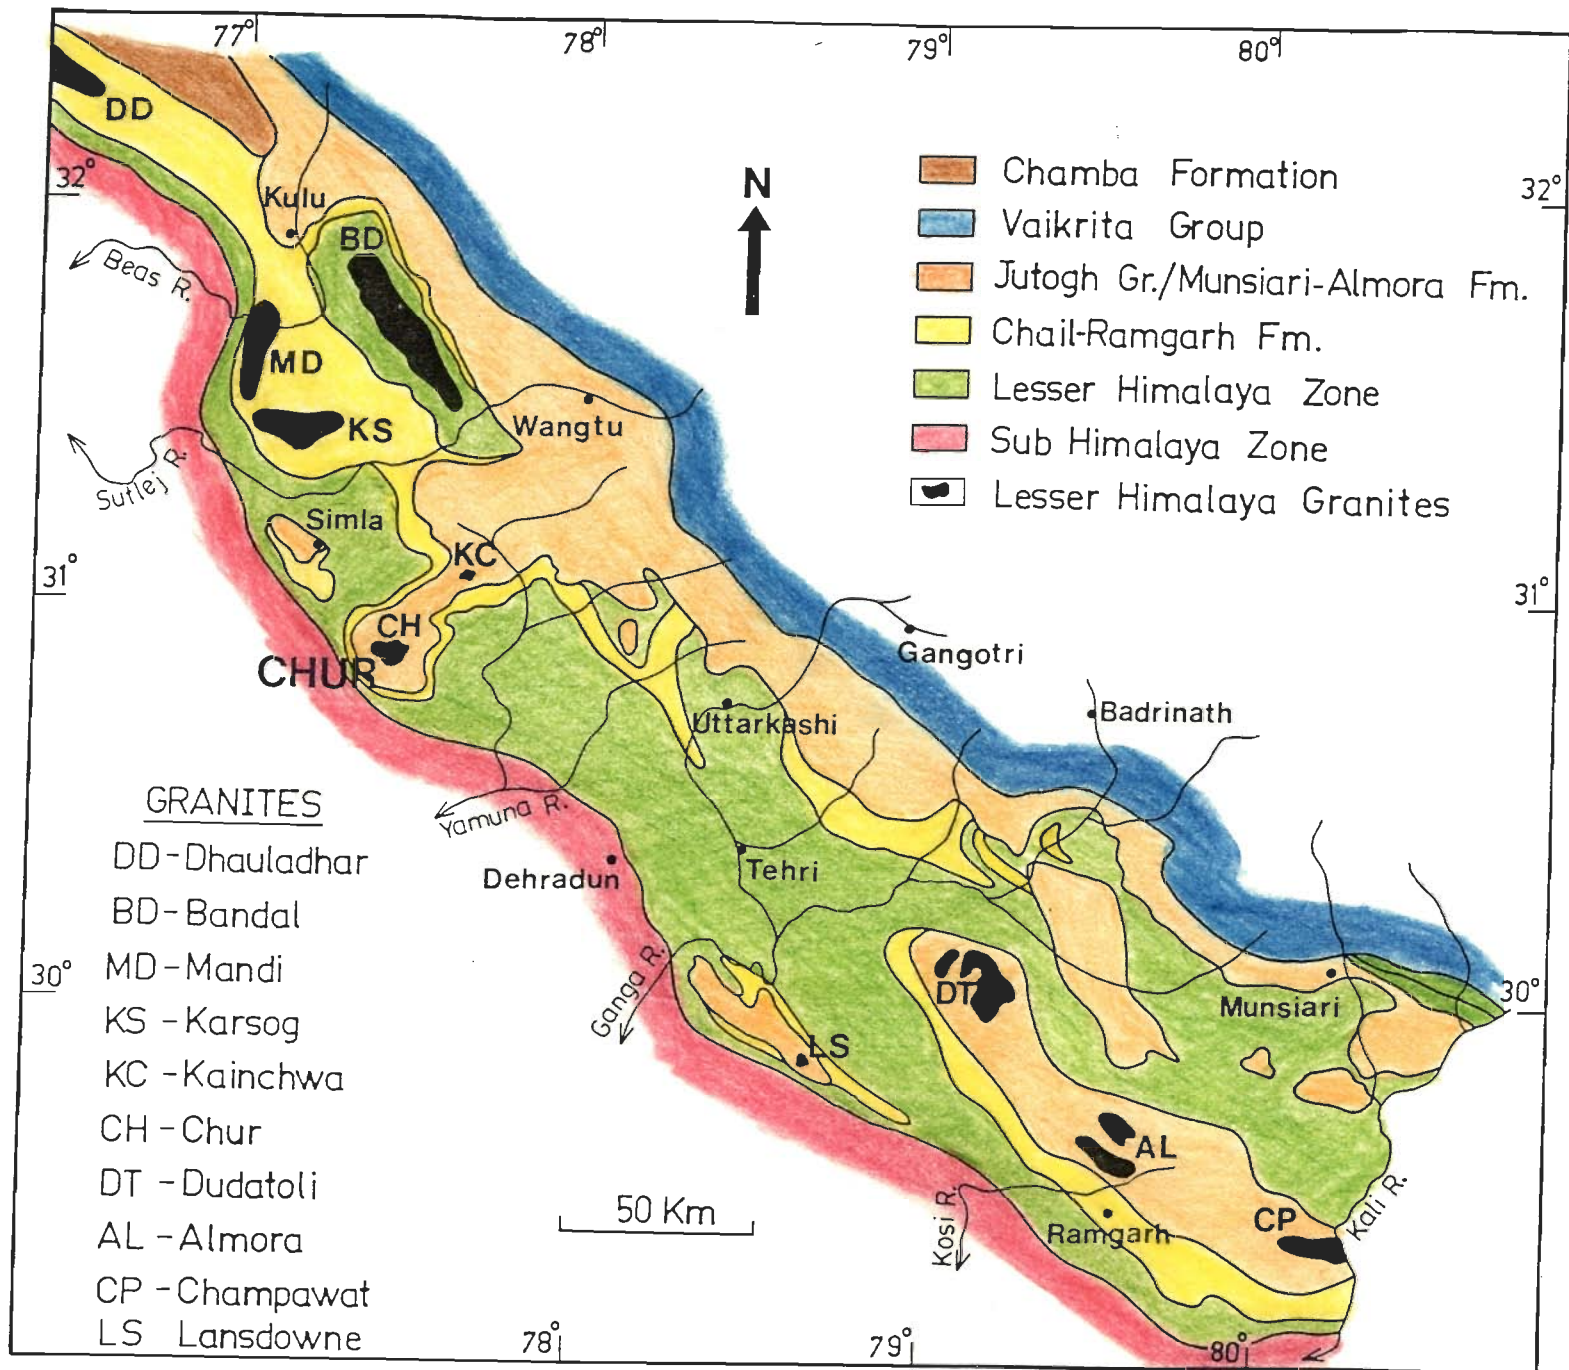 77°
78°
79°
80°
32°
32°
31°
31°
30°
30°
78°
79°
80°
N
Chamba Formation
Vaikrita Group
Jutogh Gr./Munsiari-Almora Fm.
Chail-Ramgarh Fm.
Lesser Himalaya Zone
Sub Himalaya Zone
Lesser Himalaya Granites
DD
Kulu
BD
Beas R.
MD
KS
Wangtu
Sutlej R.
Simla
KC
CH
CHUR
Gangotri
Uttarkashi
Badrinath
Yamuna R.
Dehradun
Tehri
Ganga R.
DT
Munsiari
LS
AL
Kosi R.
Ramgarh
CP
Kali R.
50 Km
GRANITES
DD-Dhauladhar
BD-Bandal
MD-Mandi
KS-Karsog
KC-Kainchwa
CH-Chur
DT-Dudatoli
AL-Almora
CP-Champawat
LS Lansdowne